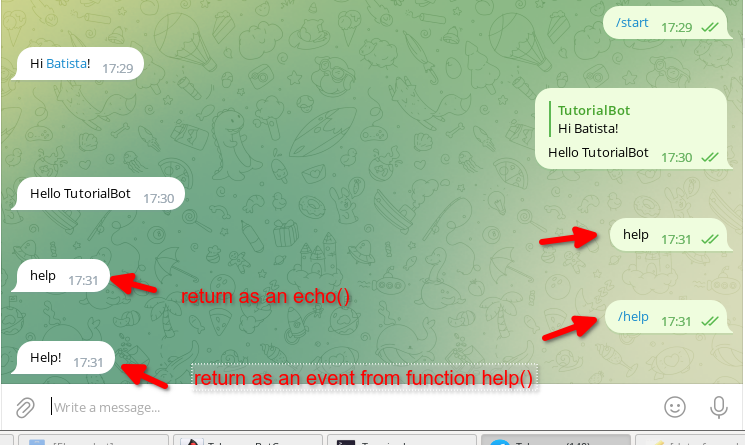 /start 17:29
Hi Batista! 17:29
TutorialBot
Hi Batista!
Hello TutorialBot 17:30
Hello TutorialBot 17:30
help 17:31
help 17:31
return as an echo()
/help 17:31
Help! 17:31
return as an event from function help()
Write a message...